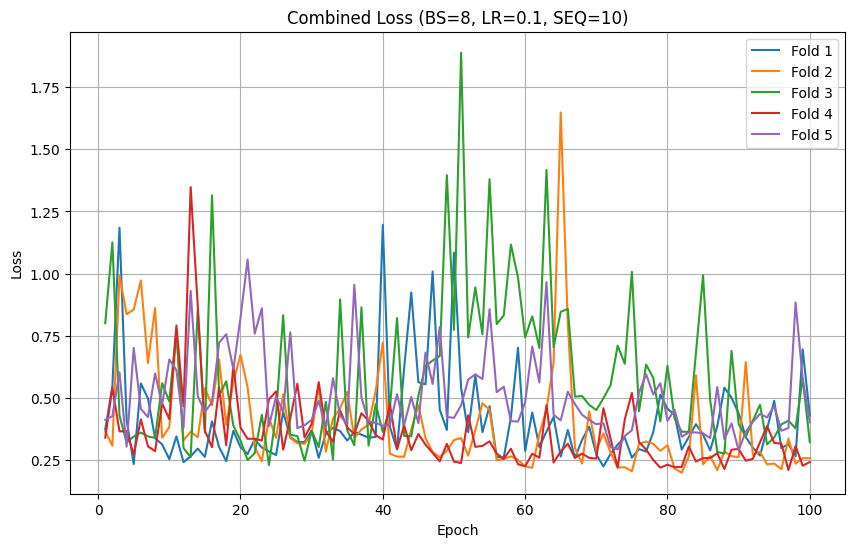 Combined Loss (BS=8, LR=0.1, SEQ=10)
Fold 1
Fold 2
Fold 3
Fold 4
Fold 5
Loss
1.75
1.50
1.25
1.00
0.75
0.50
0.25
0 20 40 60 80 100
Epoch